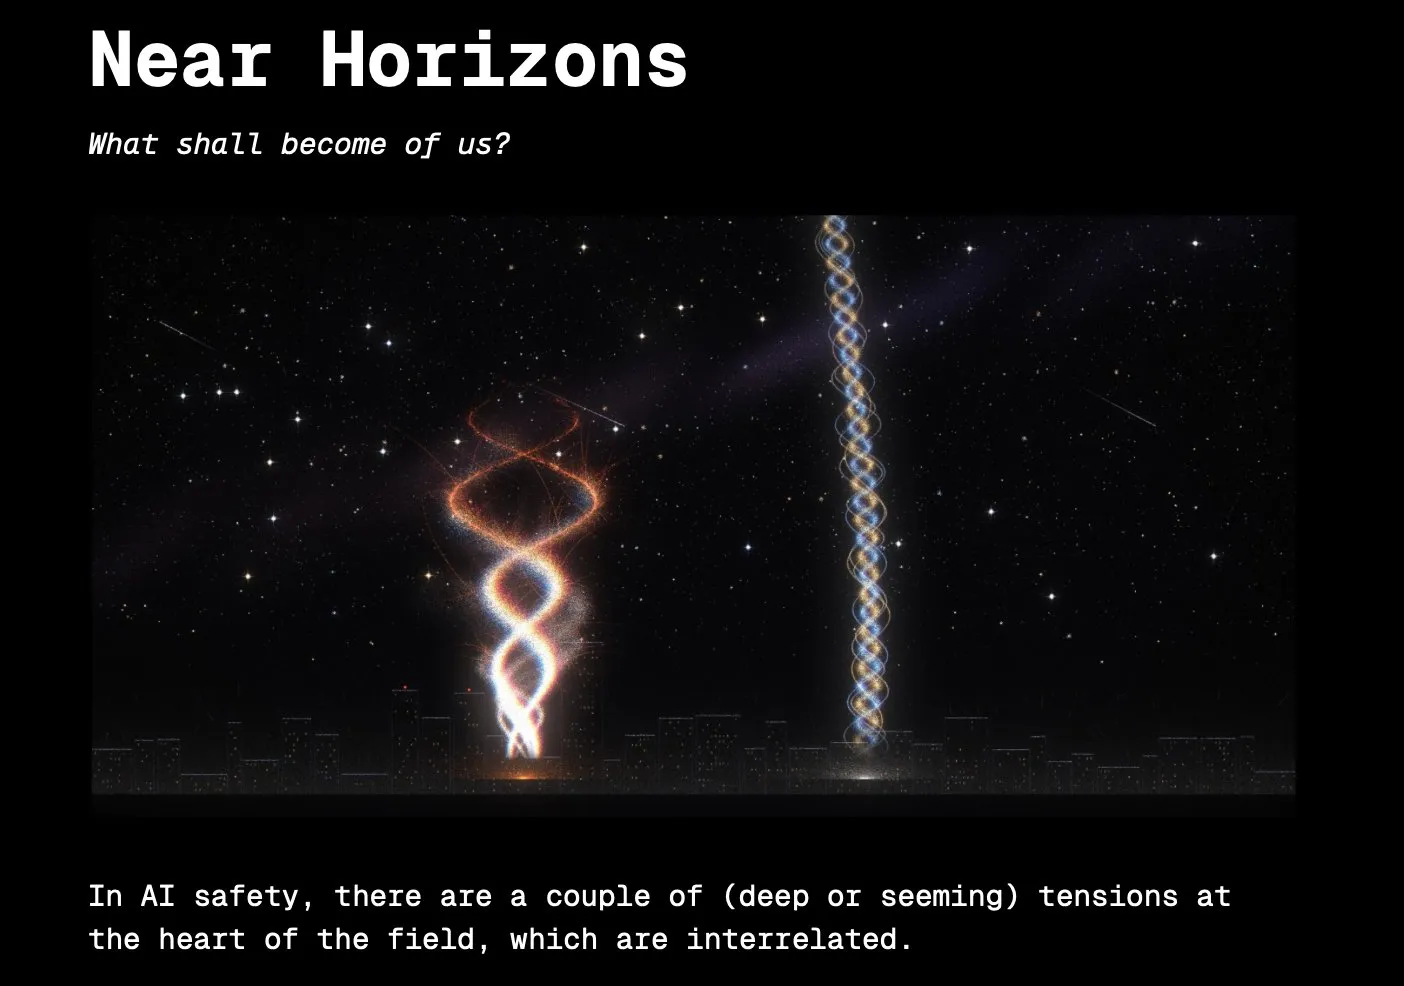 Near Horizons
What shall become of us?
In AI safety, there are a couple of (deep or seeming) tensions at
the heart of the field, which are interrelated.